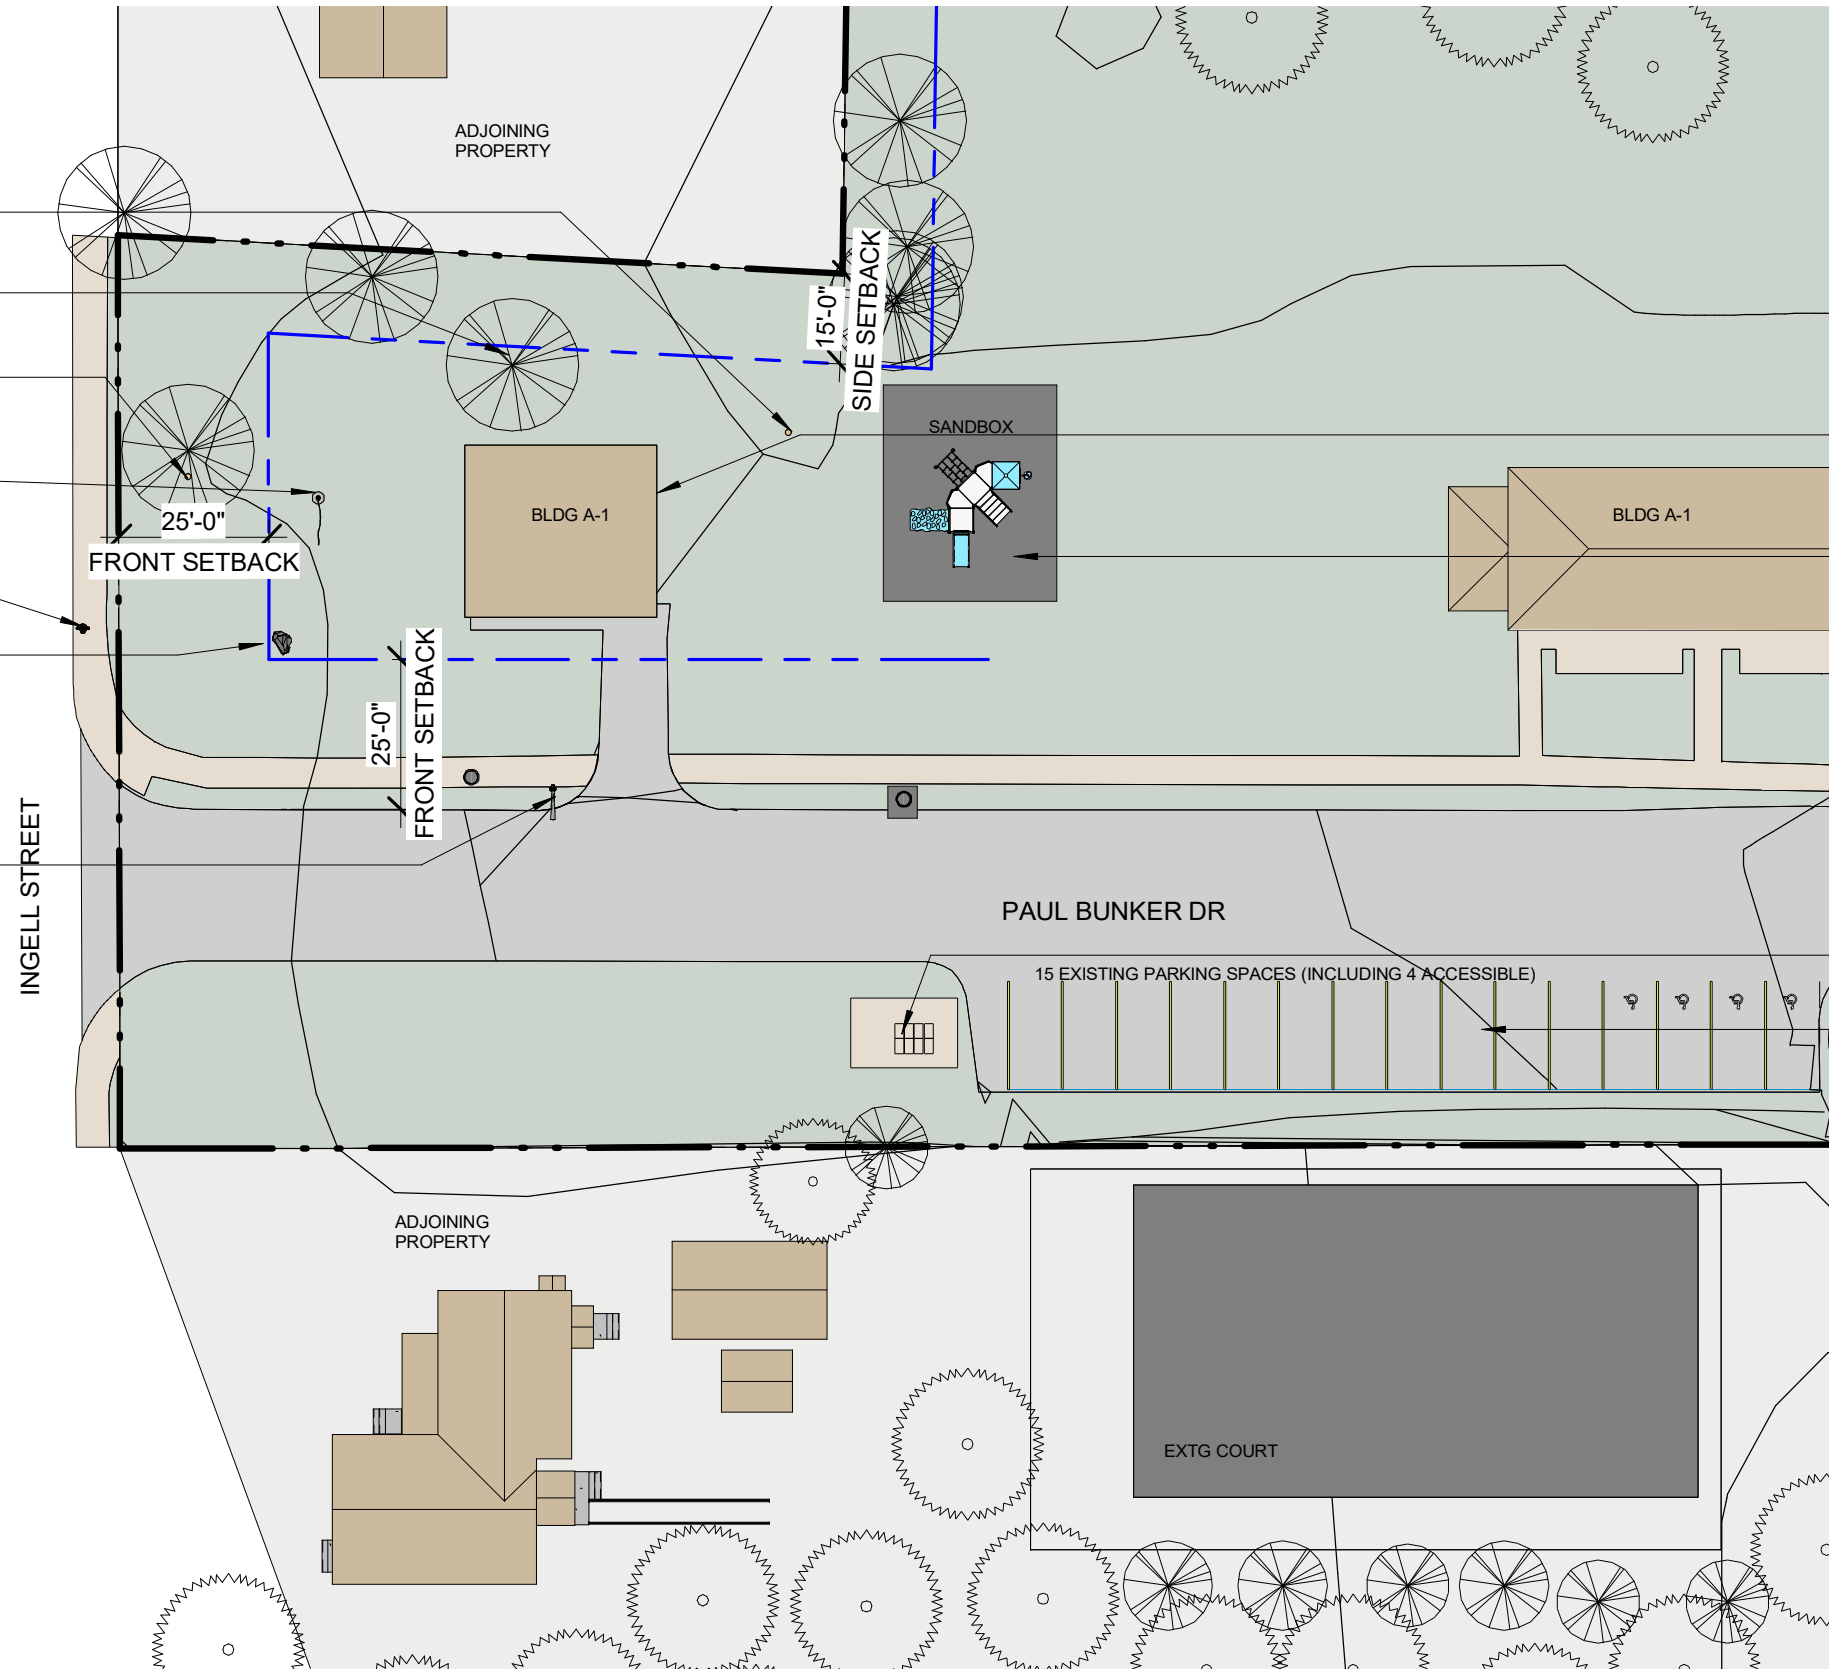 ADJOINING
PROPERTY
15'-0"
SIDE SETBACK
SANDBOX
BLDG A-1
BLDG A-1
25'-0"
FRONT SETBACK
25'-0"
FRONT SETBACK
INGELL STREET
PAUL BUNKER DR
15 EXISTING PARKING SPACES (INCLUDING 4 ACCESSIBLE)
ADJOINING
PROPERTY
EXTG COURT